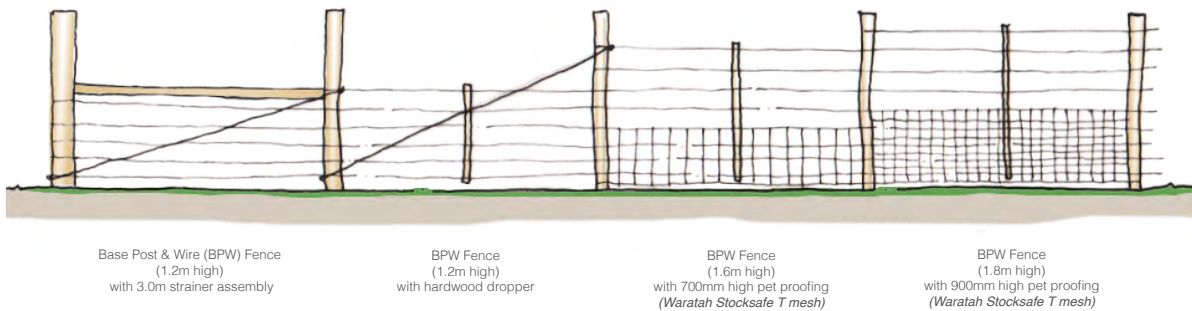 Base Post & Wire (BPW) Fence
(1.2m high)
with 3.0m strainer assembly
BPW Fence
(1.2m high)
with hardwood dropper
BPW Fence
(1.6m high)
with 700mm high pet proofing
(Waratah Stocksafe T mesh)
BPW Fence
(1.8m high)
with 900mm high pet proofing
(Waratah Stocksafe T mesh)